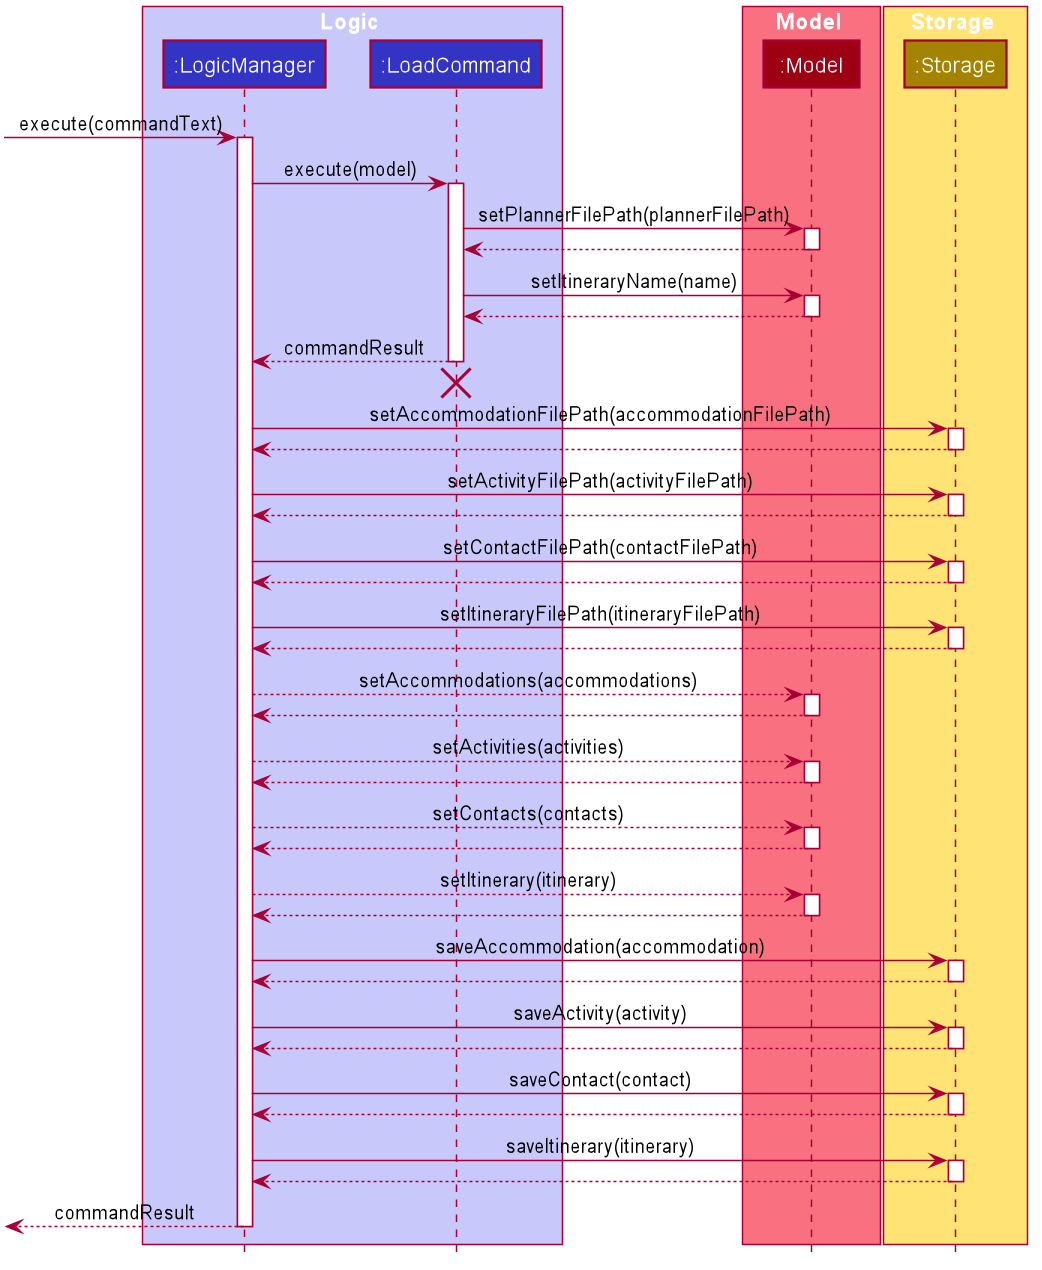 Logic
Model
Storage
:LogicManager
:LoadCommand
:Model
:Storage
execute(commandText)
execute(model)
setPlannerFilePath(plannerFilePath)
setItineraryName(name)
commandResult
setAccommodationFilePath(accommodationFilePath)
setActivityFilePath(activityFilePath)
setContactFilePath(contactFilePath)
setItineraryFilePath(itineraryFilePath)
setAccommodations(accommodations)
setActivities(activities)
setContacts(contacts)
setItinerary(itinerary)
saveAccommodation(accommodation)
saveActivity(activity)
saveContact(contact)
saveItinerary(itinerary)
commandResult